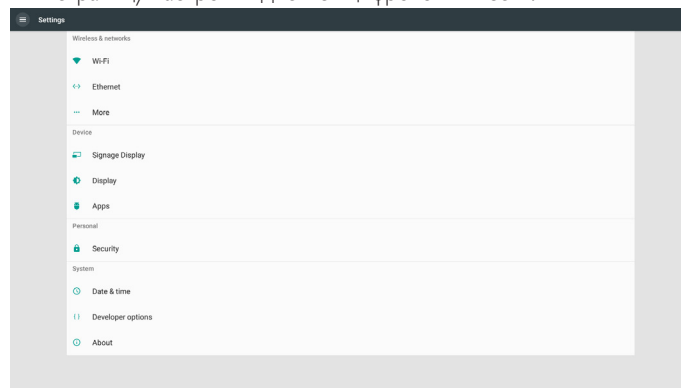 Settings
Wireless & networks
Wi-Fi
Ethernet
More
Device
Signage Display
Display
Apps
Personal
Security
System
Date & time
Developer options
About